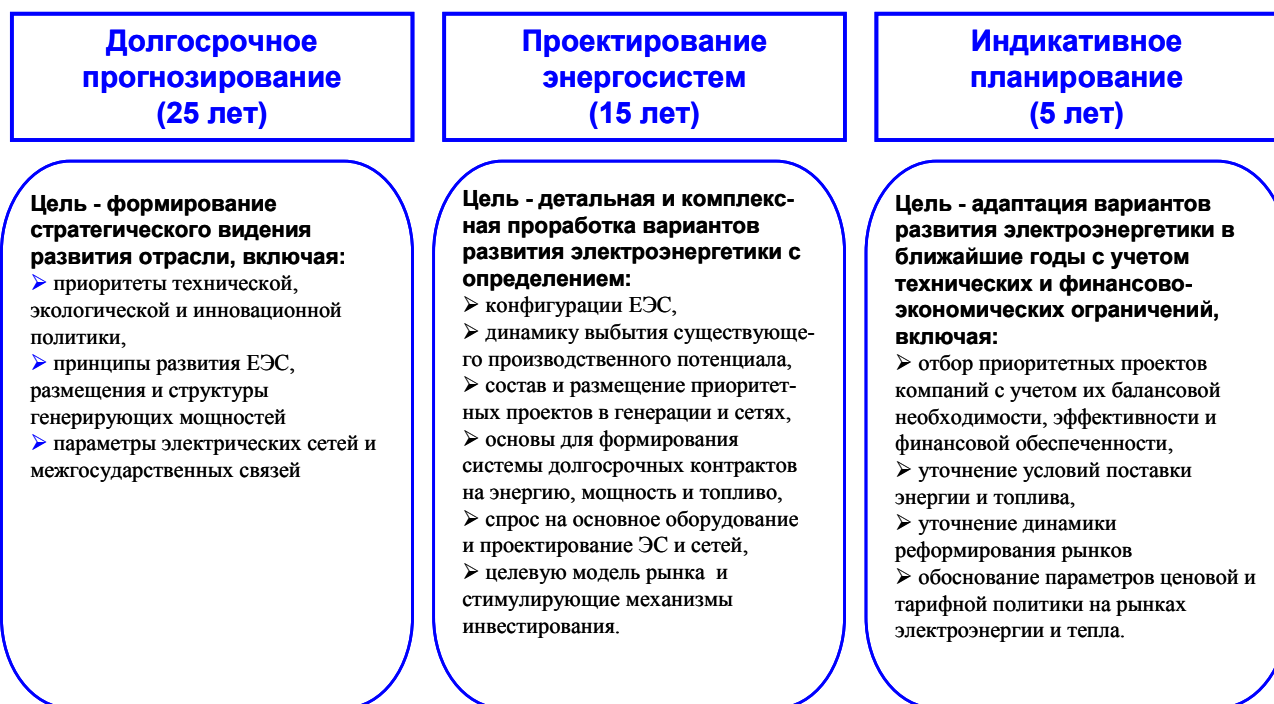 Долгосрочное
прогнозирование
(25 лет)
Цель - формирование
стратегического видения
развития отрасли, включая:
➢ приоритеты технической,
экологической и инновационной
политики,
➢ принципы развития ЕЭС,
размещения и структуры
генерирующих мощностей
➢ параметры электрических сетей и
межгосударственных связей
Проектирование
энергосистем
(15 лет)
Цель - детальная и комплекс-
ная проработка вариантов
развития электроэнергетики с
определением:
➢ конфигурации ЕЭС,
➢ динамику выбытия существующе-
го производственного потенциала,
➢ состав и размещение приоритет-
ных проектов в генерации и сетях,
➢ основы для формирования
системы долгосрочных контрактов
на энергию, мощность и топливо,
➢ спрос на основное оборудование
и проектирование ЭС и сетей,
➢ целевую модель рынка и
стимулирующие механизмы
инвестирования.
Индикативное
планирование
(5 лет)
Цель - адаптация вариантов
развития электроэнергетики в
ближайшие годы с учетом
технических и финансово-
экономических ограничений,
включая:
➢ отбор приоритетных проектов
компаний с учетом их балансовой
необходимости, эффективности и
финансовой обеспеченности,
➢ уточнение условий поставки
энергии и топлива,
➢ уточнение динамики
реформирования рынков
➢ обоснование параметров ценовой и
тарифной политики на рынках
электроэнергии и тепла.